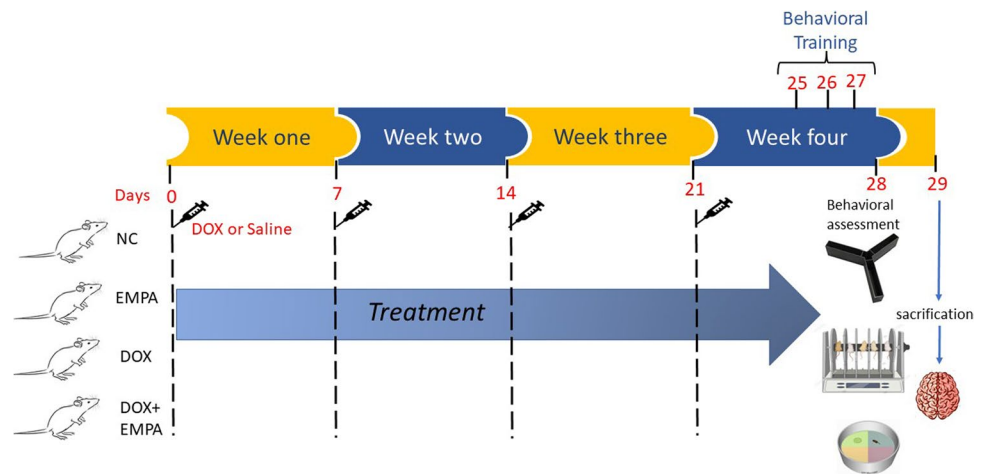 Behavioral
Training
25 26 27
Week one Week two Week three Week four
Days 0 7 14 21 28 29
DOX or Saline
Behavioral
assessment
NC
EMPA
Treatment
sacrification
DOX
DOX+
EMPA